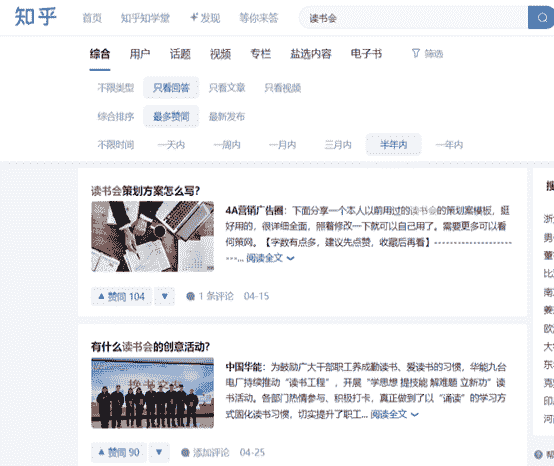 知乎 首页 知乎知学堂 发现 等你来答 读书会
综合 用户 话题 视频 专栏 盐选内容 电子书 筛选
不限类型 只看回答 只看文章 只看视频
综合排序 最多赞同 最新发布
不限时间 一天内 一周内 一月内 三月内 半年内 一年内
读书会策划方案怎么写?
4A营销广告圈:下面分享一个本人以前用过的读书会的策划案模板,挺
好用的,很详细全面,照着修改一下就可以自己用了。需要更多可以看
何策网。【字数有点多,建议先点赞,收藏后再看】-----------------------
---... 阅读全文
赞同 104 1 条评论 04-15
有什么读书会的创意活动?
中国华能:为鼓励广大干部职工养成勤读书、爱读书的习惯,华能九台
电厂持续推动“读书工程”,开展“学思想 提技能 解难题 立新功”读
书活动。各部门热情参与、积极打卡,真正做到了以“诵读”的学习方
式固化读书习惯,切实提升了职工... 阅读全文
赞同 90 添加评论 04-25
浙
男
董
比
南
姜
欧
大
东
克
印
河
帮